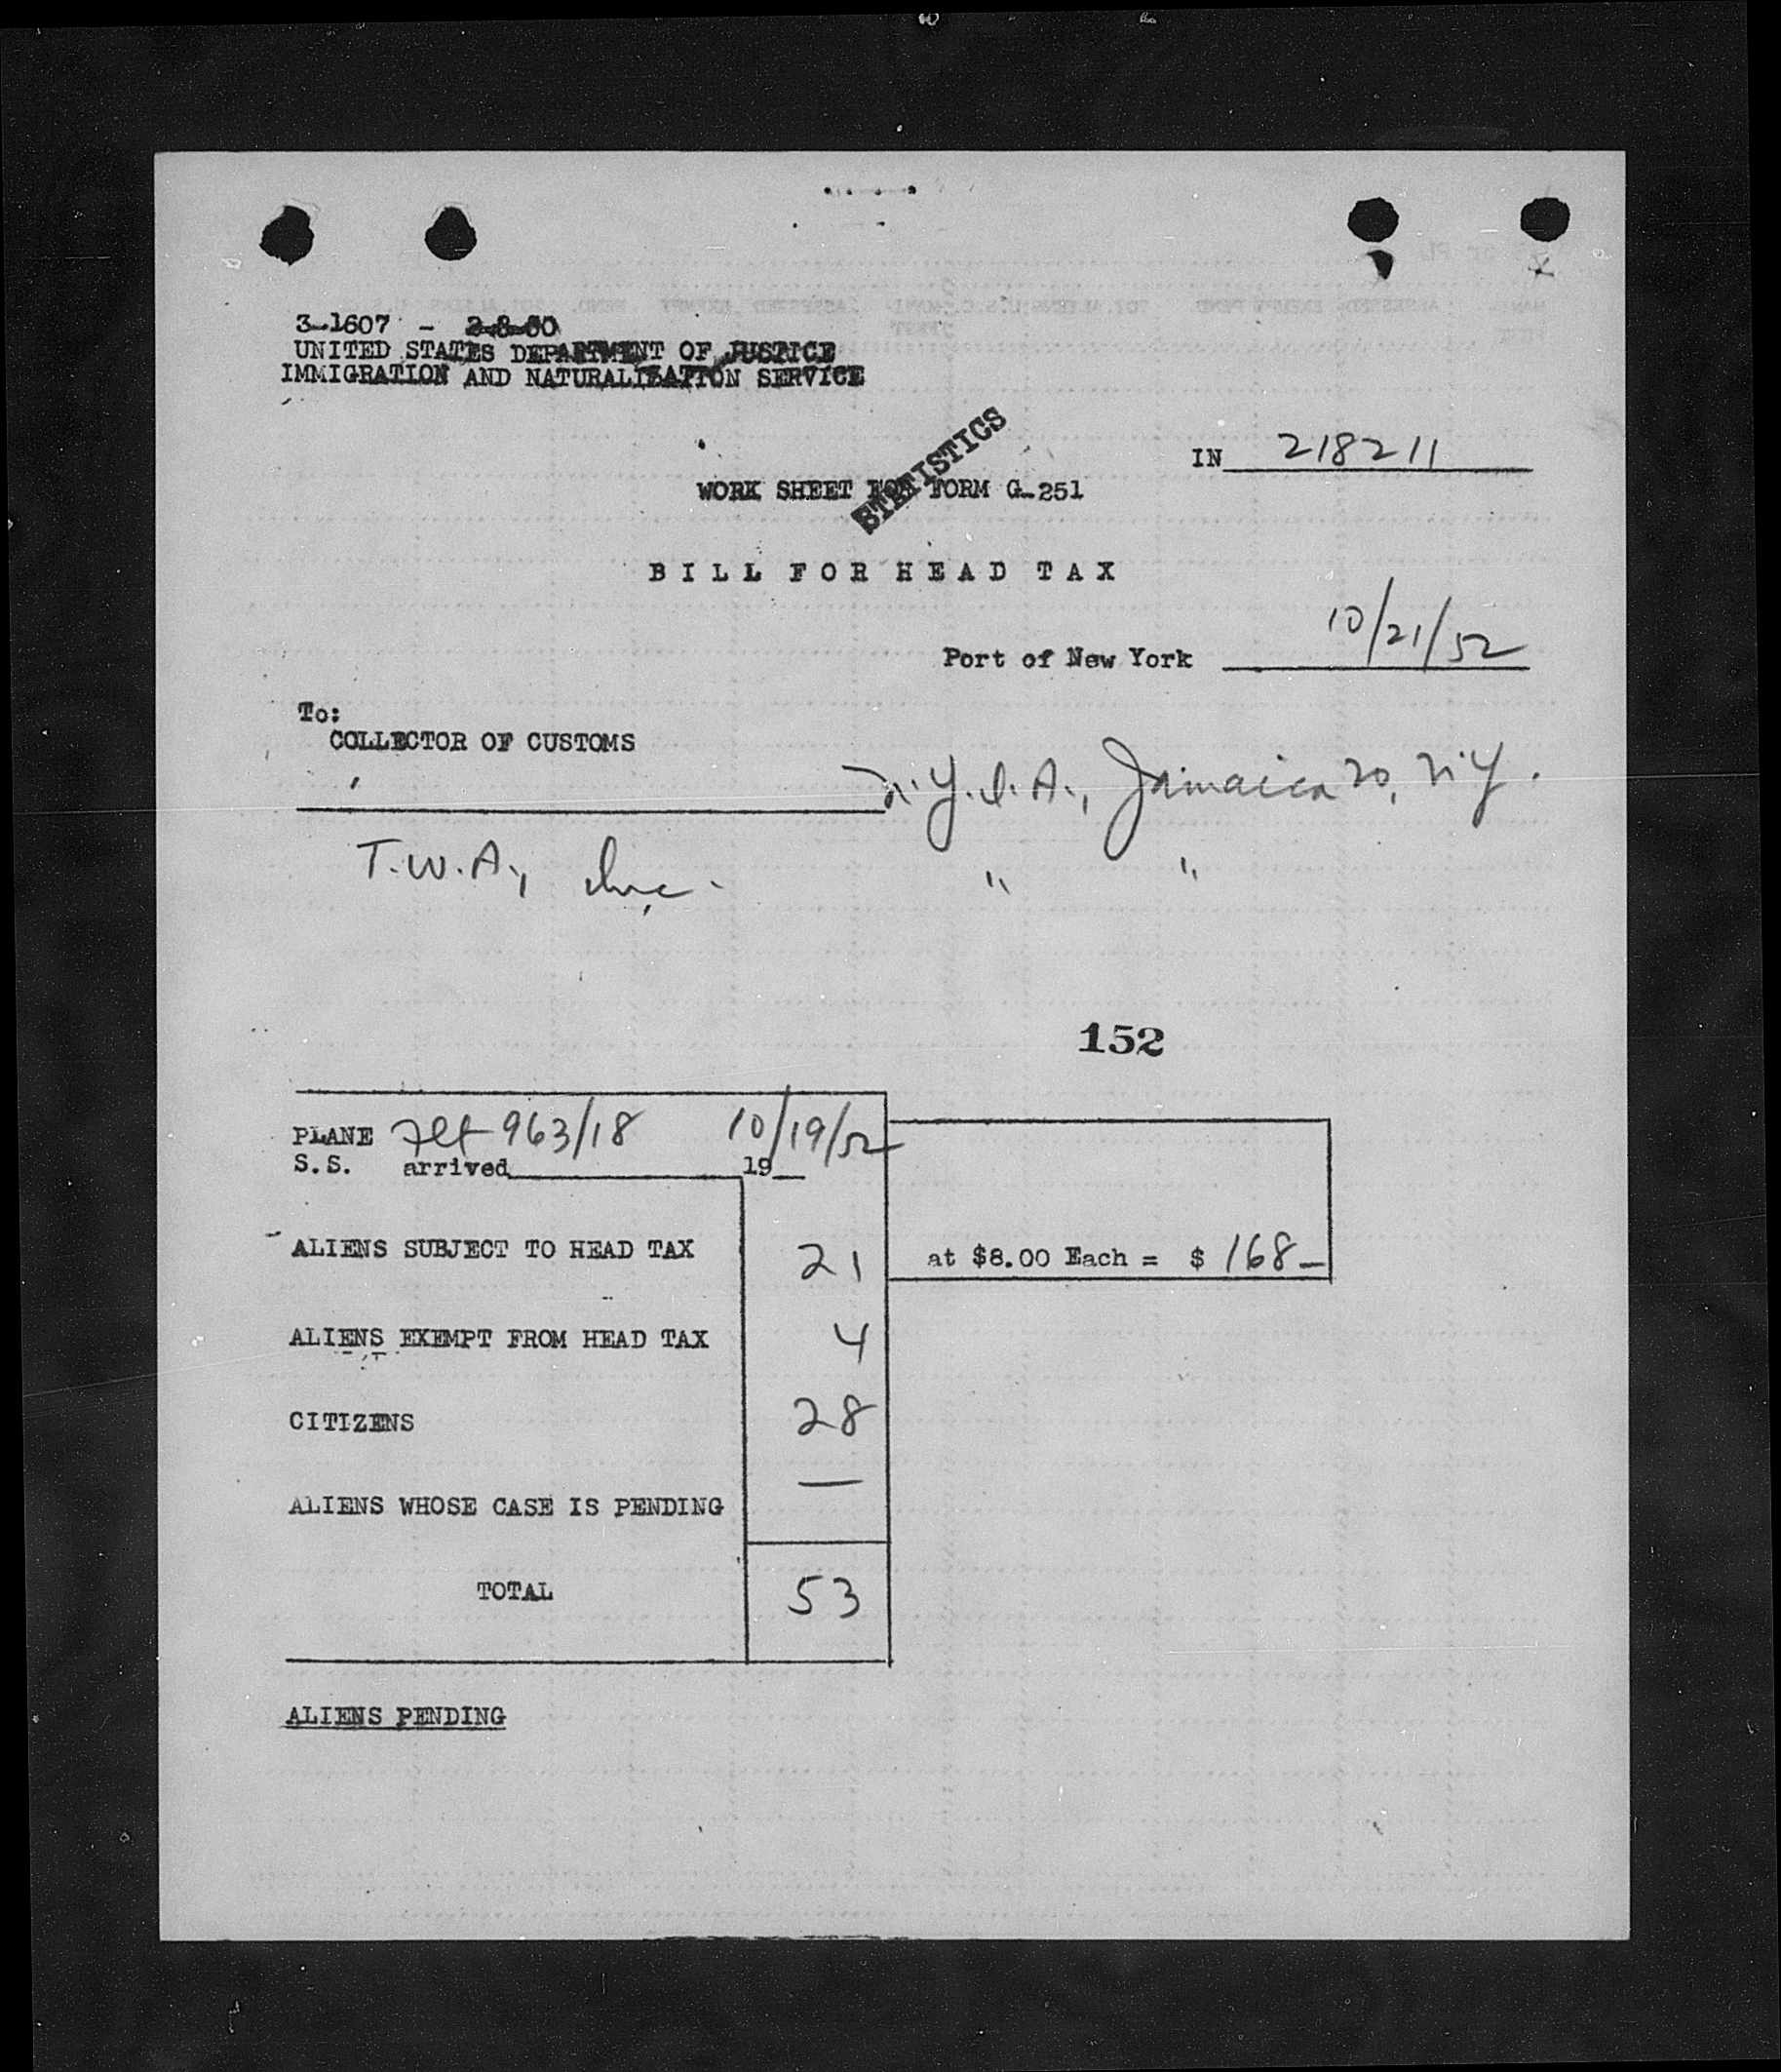 3-1607 - 2-8-50
UNITED STATES DEPARTMENT OF JUSTICE
IMMIGRATION AND NATURALIZATION SERVICE
STATISTICS
IN 218211
WORK SHEET FOR FORM G-251
BILL FOR HEAD TAX
Port of New York 10/21/52
To:
COLLECTOR OF CUSTOMS
N.Y.I.A., Jamaica 30, N.Y.
T.W.A., Inc. " "
152
PLANE Flt 963/18 10/19/52
S.S. arrived 19
ALIENS SUBJECT TO HEAD TAX 21 at $8.00 Each = $ 168-
ALIENS EXEMPT FROM HEAD TAX 4
CITIZENS 28
ALIENS WHOSE CASE IS PENDING —
TOTAL 53
ALIENS PENDING